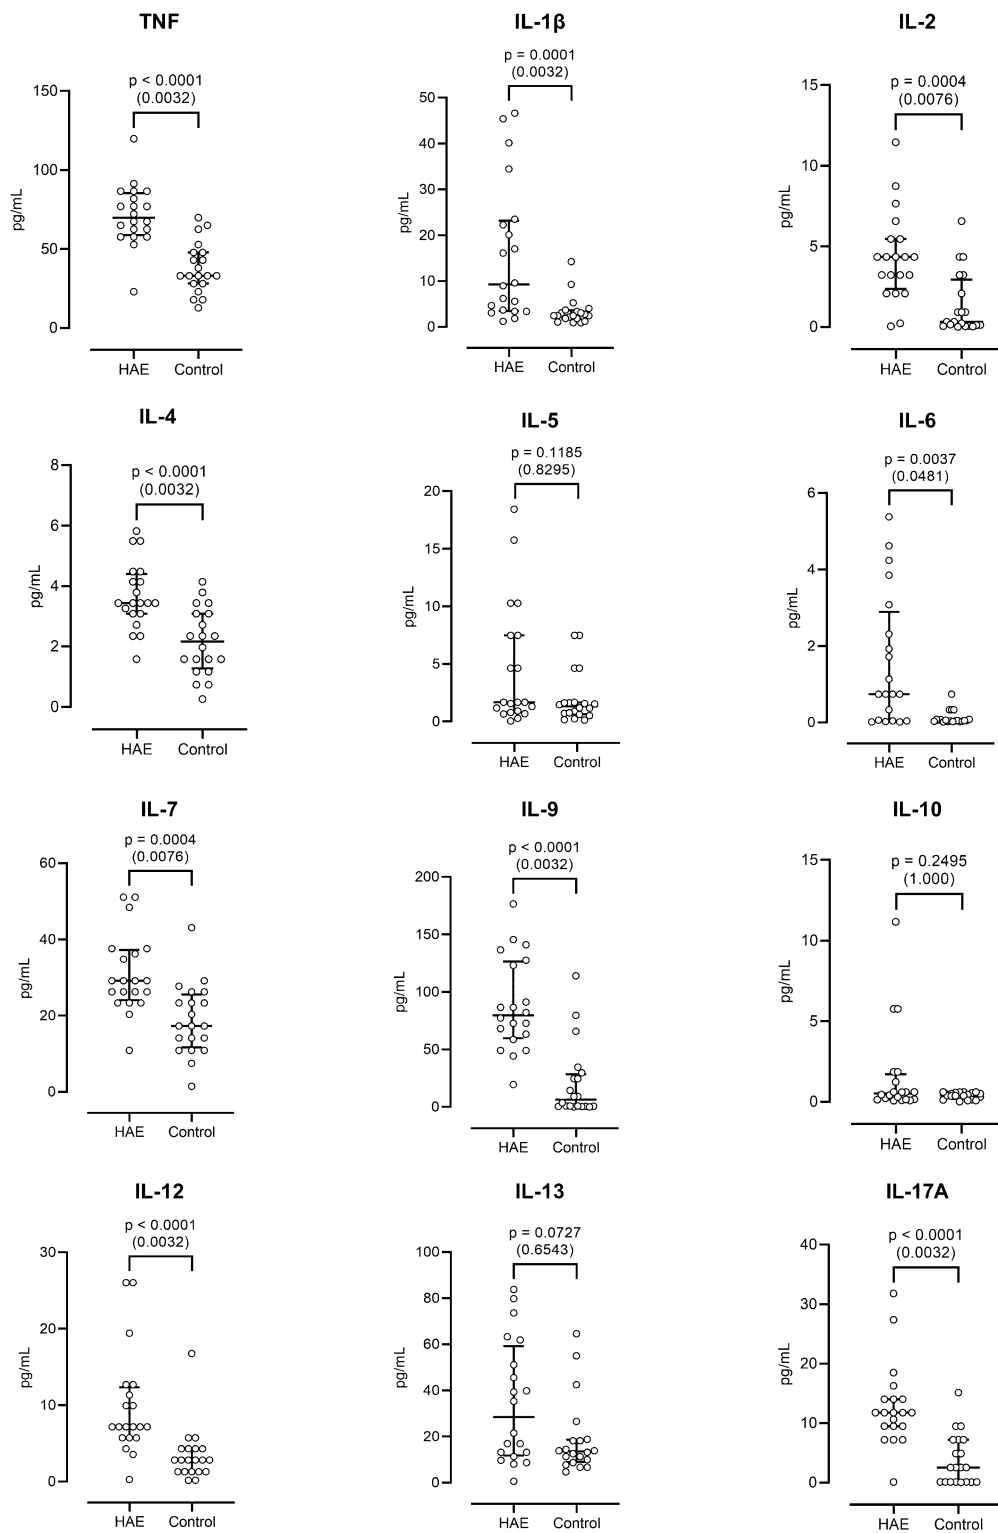 TNF
p < 0.0001
(0.0032)
150
100
50
0
pg/mL
HAE Control
IL-1β
p = 0.0001
(0.0032)
50
40
30
20
10
0
pg/mL
HAE Control
IL-2
p = 0.0004
(0.0076)
15
10
5
0
pg/mL
HAE Control
IL-4
p < 0.0001
(0.0032)
8
6
4
2
0
pg/mL
HAE Control
IL-5
p = 0.1185
(0.8295)
20
15
10
5
0
pg/mL
HAE Control
IL-6
p = 0.0037
(0.0481)
6
4
2
0
pg/mL
HAE Control
IL-7
p = 0.0004
(0.0076)
60
40
20
0
pg/mL
HAE Control
IL-9
p < 0.0001
(0.0032)
200
150
100
50
0
pg/mL
HAE Control
IL-10
p = 0.2495
(1.000)
15
10
5
0
pg/mL
HAE Control
IL-12
p < 0.0001
(0.0032)
30
20
10
0
pg/mL
HAE Control
IL-13
p = 0.0727
(0.6543)
100
80
60
40
20
0
pg/mL
HAE Control
IL-17A
p < 0.0001
(0.0032)
40
30
20
10
0
pg/mL
HAE Control